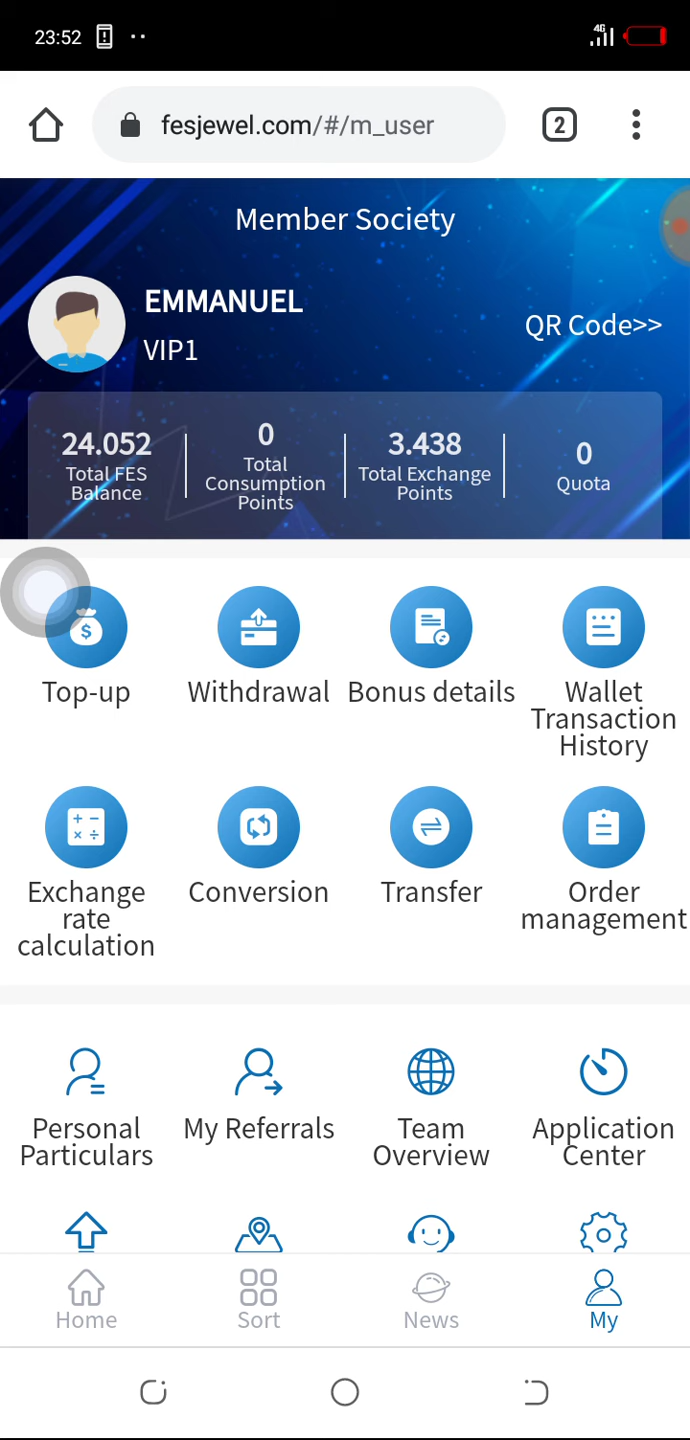 23:52
4G
fesjewel.com/#/m_user
2
Member Society
EMMANUEL
VIP1
QR Code>>
24.052
Total FES
Balance
0
Total
Consumption
Points
3.438
Total Exchange
Points
0
Quota
Top-up
Withdrawal
Bonus details
Wallet
Transaction
History
Exchange
rate
calculation
Conversion
Transfer
Order
management
Personal
Particulars
My Referrals
Team
Overview
Application
Center
Home
Sort
News
My